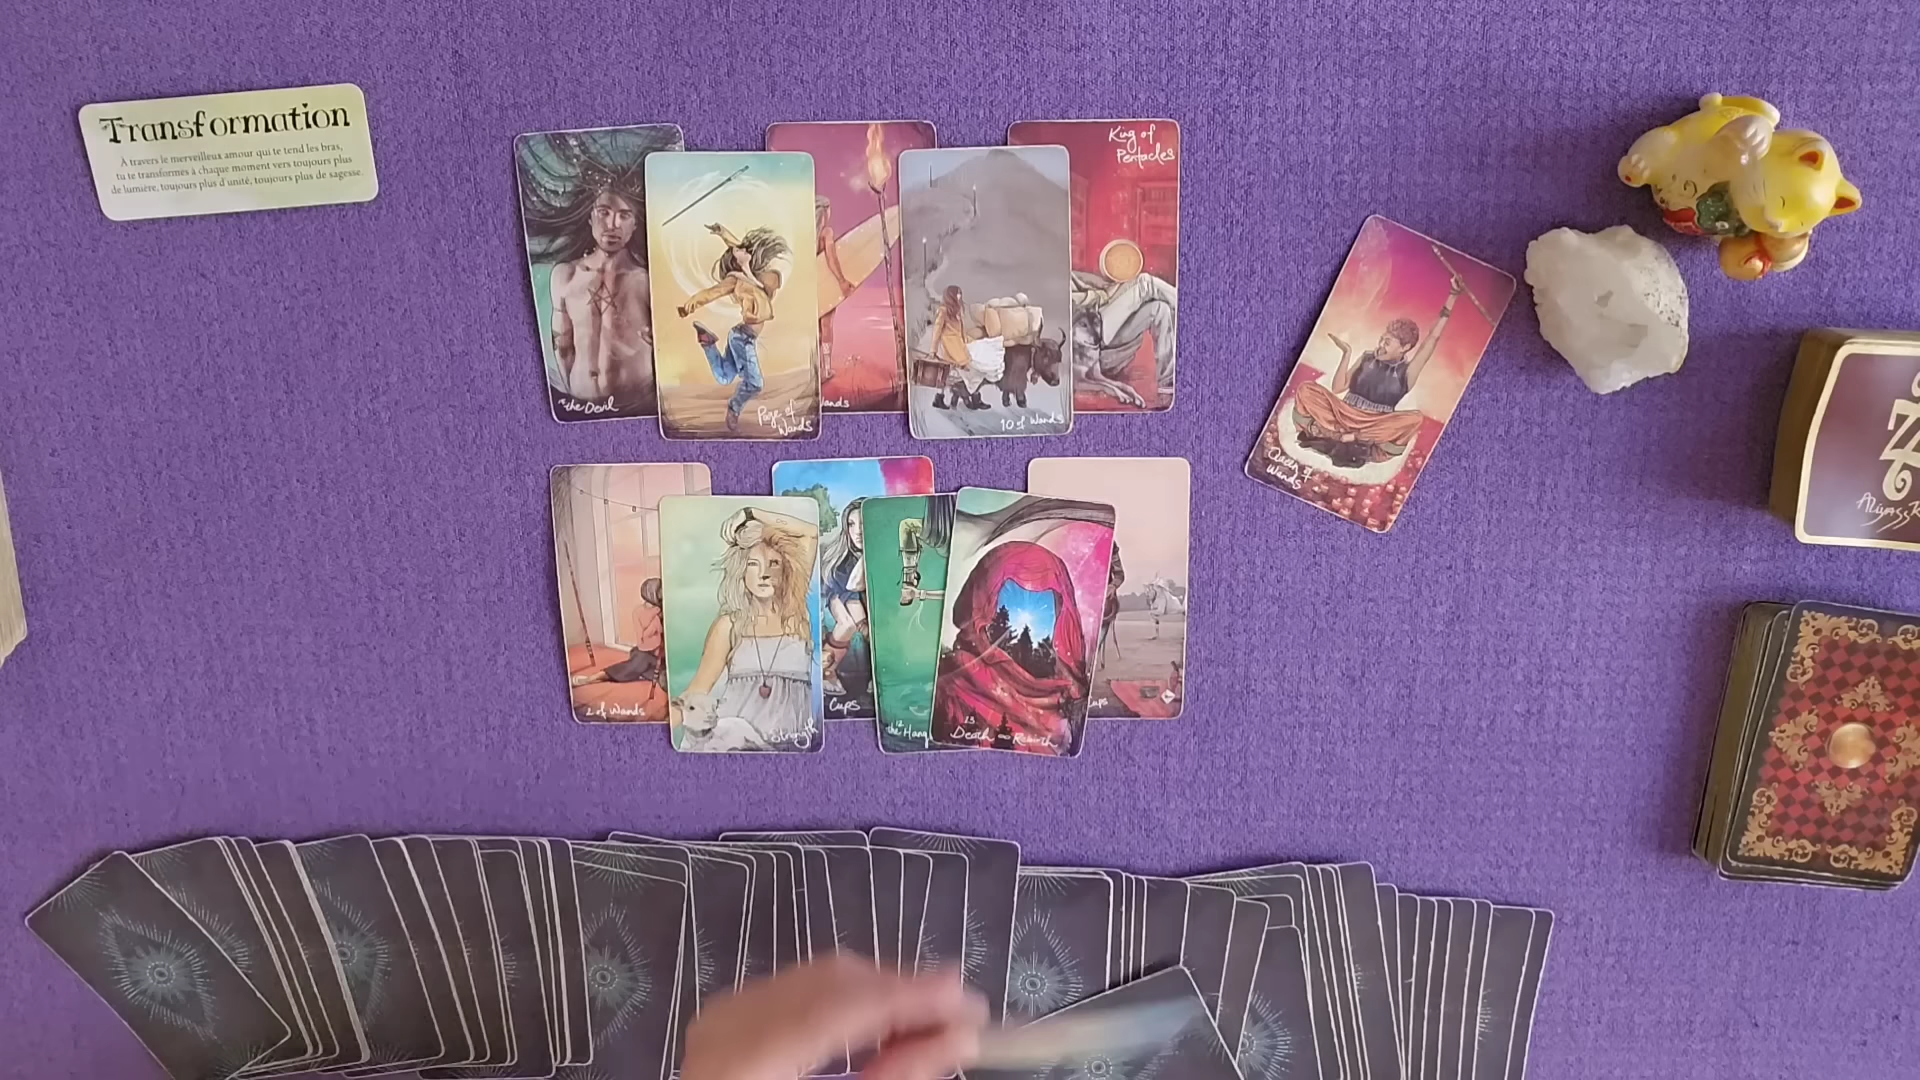 Transformation
À travers le merveilleux amour qui te tend les bras,
tu te transformes à chaque moment vers toujours plus
de lumière, toujours plus d'unité, toujours plus de sagesse.
King of
Pentacles
the Devil
Page of
Wands
Wands
10 of Wands
Queen of
Wands
2 of Wands
Strength
Cups
12
the Hang
13
Death ∞ Rebirth
Cups